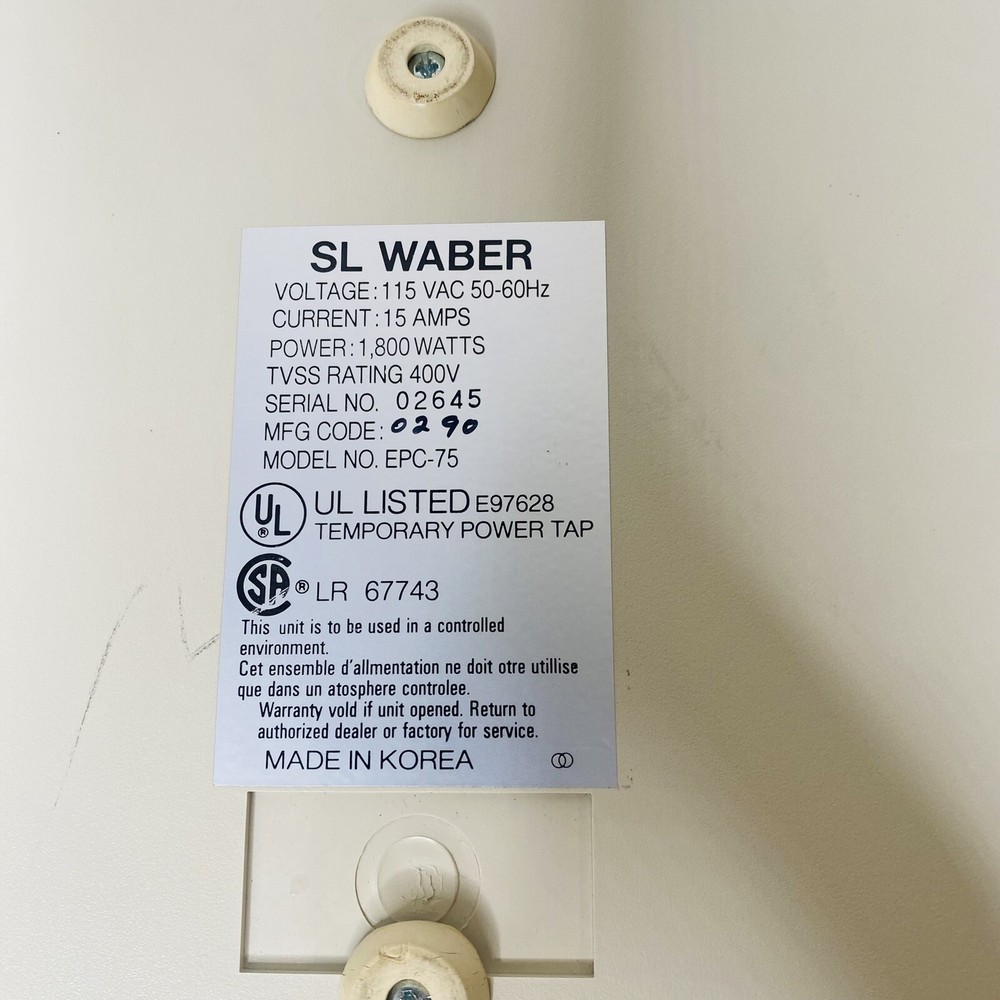 SL WABER
VOLTAGE: 115 VAC 50-60Hz
CURRENT: 15 AMPS
POWER: 1,800 WATTS
TVSS RATING 400V
SERIAL NO. 02645
MFG CODE: 0290
MODEL NO. EPC-75
UL ® UL LISTED E97628
TEMPORARY POWER TAP
SA ® LR 67743
This unit is to be used in a controlled
environment.
Cet ensemble d'allmentation ne doit otre utillise
que dans un atosphere controlee.
Warranty vold if unit opened. Return to
authorized dealer or factory for service.
MADE IN KOREA